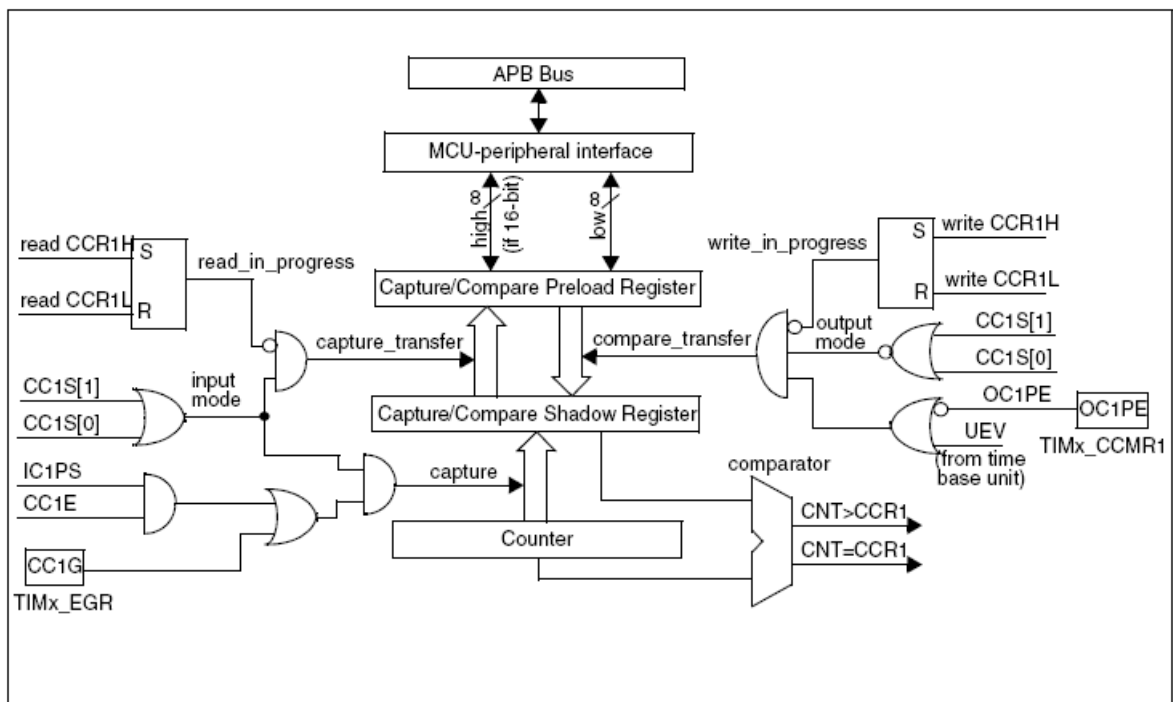 APB Bus
MCU-peripheral interface
8
high
(if 16-bit)
8
low
read CCR1H
S
read_in_progress
read CCR1L
R
write_in_progress
S
write CCR1H
R
write CCR1L
Capture/Compare Preload Register
capture_transfer
compare_transfer
output
mode
CC1S[1]
CC1S[0]
CC1S[1]
input
mode
CC1S[0]
Capture/Compare Shadow Register
OC1PE
OC1PE
UEV
TIMx_CCMR1
(from time
base unit)
IC1PS
CC1E
capture
comparator
CNT>CCR1
Counter
CNT=CCR1
CC1G
TIMx_EGR